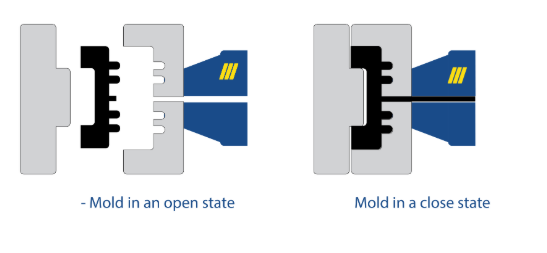 - Mold in an open state
Mold in a close state